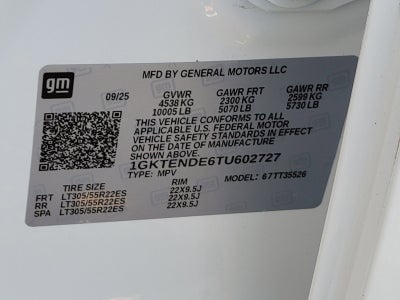 gm
MFD BY GENERAL MOTORS LLC
09/25 GVWR GAWR FRT GAWR RR
4538 KG 2300 KG 2599 KG
10005 LB 5070 LB 5730 LB
THIS VEHICLE CONFORMS TO ALL
APPLICABLE U.S. FEDERAL MOTOR
VEHICLE SAFETY STANDARDS IN EFFECT
ON THE DATE OF MANUFACTURE
SHOWN ABOVE.
1GKTENDE6TU602727
TYPE: MPV MODEL: 67TT35526
TIRE SIZE RIM
FRT LT305/55R22ES 22X9.5J
RR LT305/55R22ES 22X9.5J
SPA LT305/55R22ES 22X9.5J